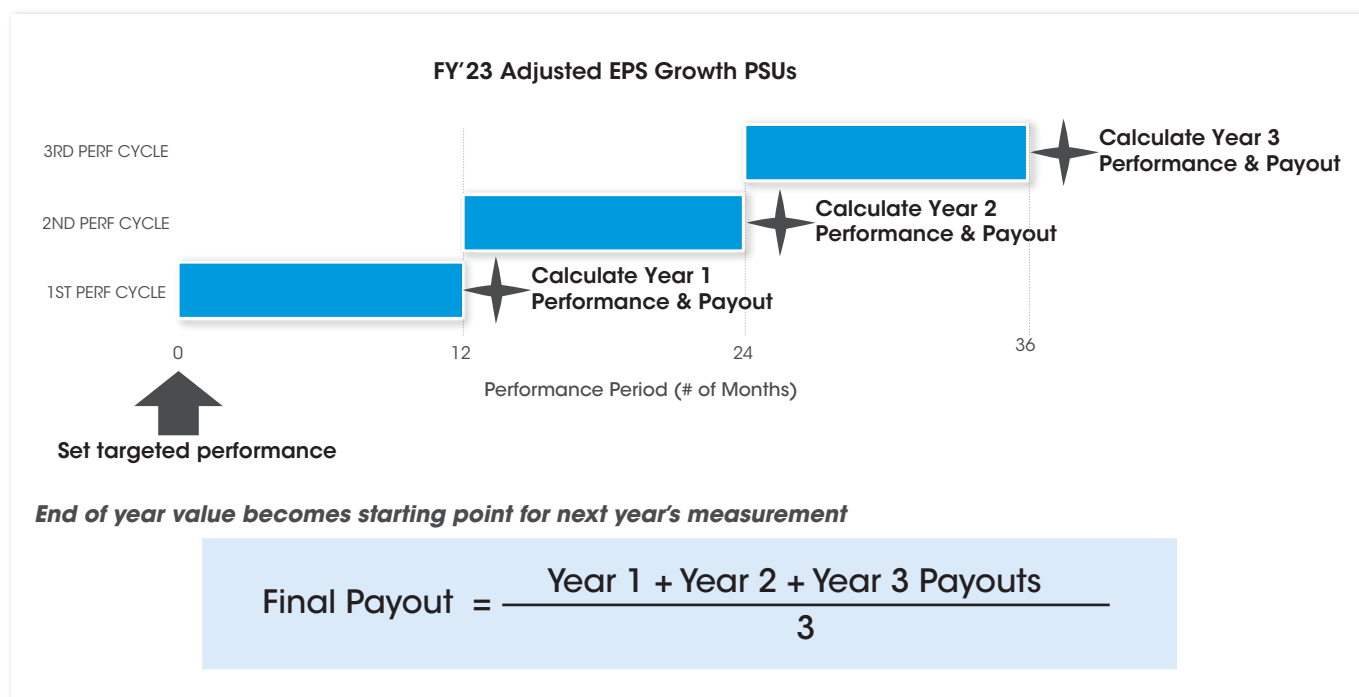 FY'23 Adjusted EPS Growth PSUs
3RD PERF CYCLE
Calculate Year 3
Performance & Payout
2ND PERF CYCLE
Calculate Year 2
Performance & Payout
1ST PERF CYCLE
Calculate Year 1
Performance & Payout
0
12
24
36
Performance Period (# of Months)
Set targeted performance
End of year value becomes starting point for next year's measurement
Final Payout = Year 1 + Year 2 + Year 3 Payouts
3